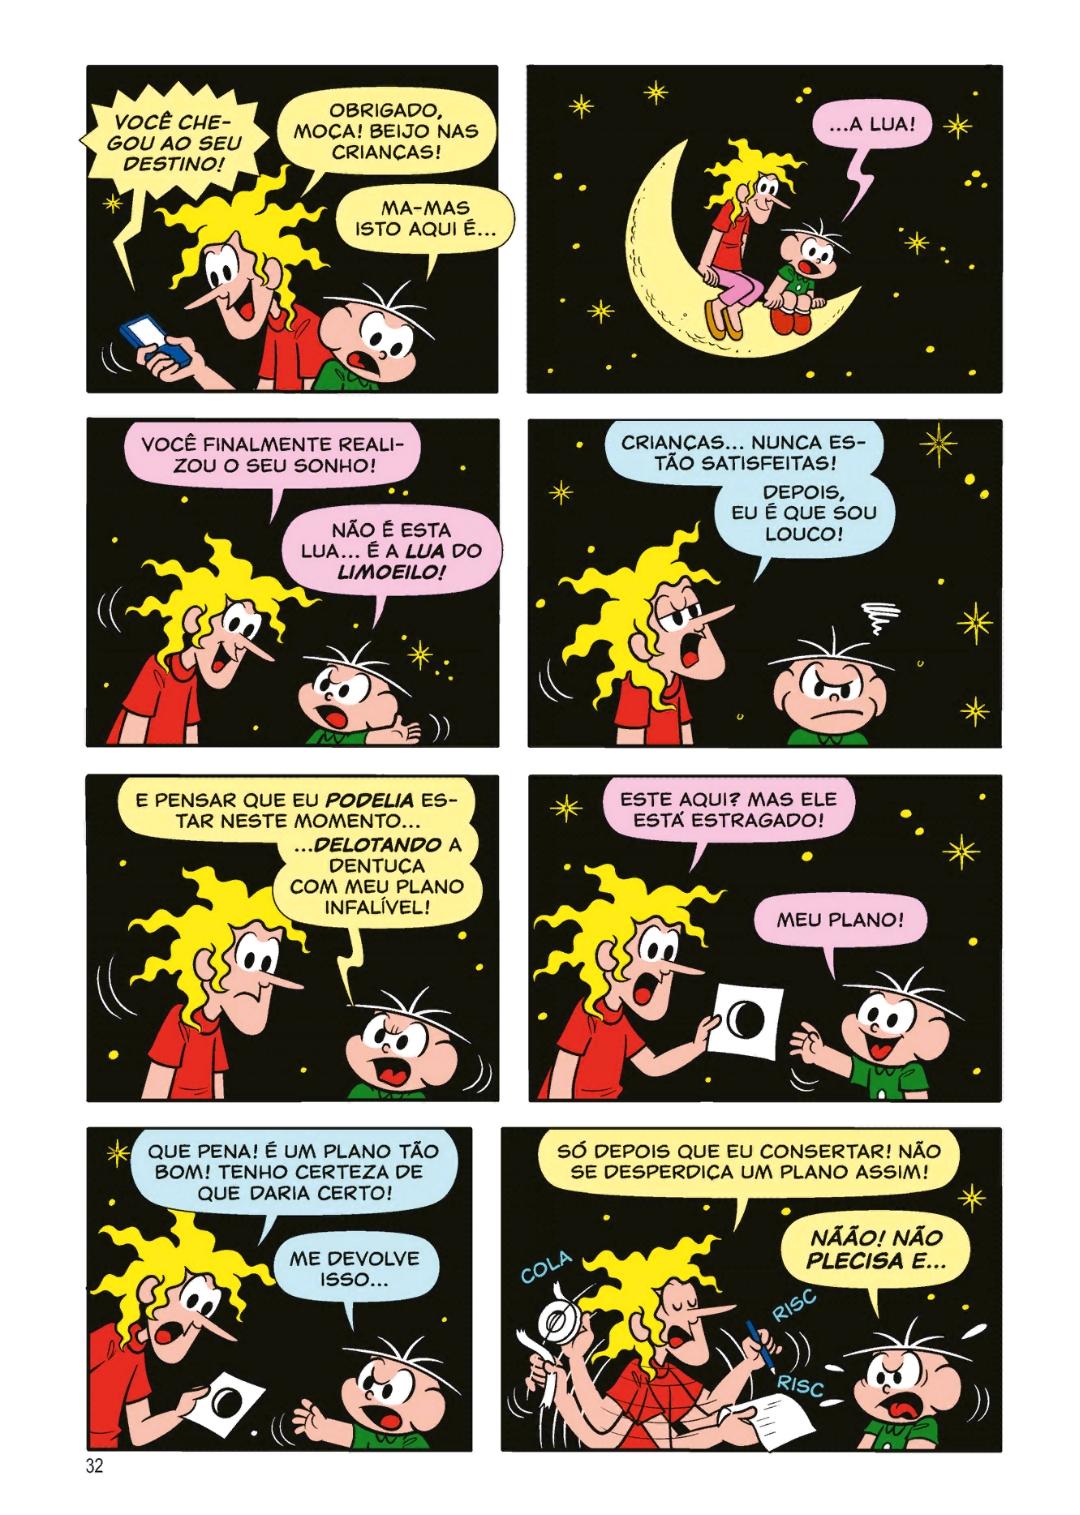 VOCÊ CHE-
GOU AO SEU
DESTINO!
OBRIGADO,
MOÇA! BEIJO NAS
CRIANÇAS!
MA-MAS
ISTO AQUI É...
...A LUA!
VOCÊ FINALMENTE REALI-
ZOU O SEU SONHO!
NÃO É ESTA
LUA... É A LUA DO
LIMOEILO!
CRIANÇAS... NUNCA ES-
TÃO SATISFEITAS!
DEPOIS,
EU É QUE SOU
LOUCO!
E PENSAR QUE EU PODELIA ES-
TAR NESTE MOMENTO...
...DELOTANDO A
DENTUÇA
COM MEU PLANO
INFALÍVEL!
ESTE AQUI? MAS ELE
ESTÁ ESTRAGADO!
MEU PLANO!
QUE PENA! É UM PLANO TÃO
BOM! TENHO CERTEZA DE
QUE DARIA CERTO!
ME DEVOLVE
ISSO...
SÓ DEPOIS QUE EU CONSERTAR! NÃO
SE DESPERDIÇA UM PLANO ASSIM!
NÃÃO! NÃO
PLECISA E...
COLA
RISC
RISC
32